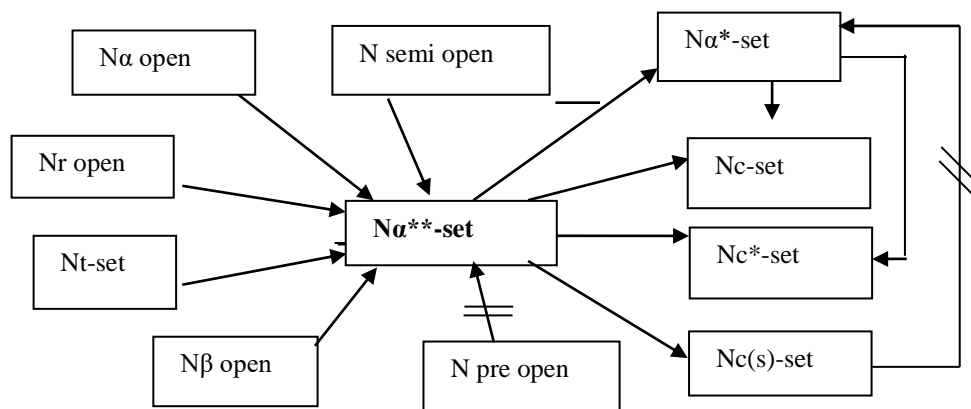 Nα*-set
N semi open
Nα open
Nr open
Nc-set
Nα**-set
Nc*-set
Nt-set
Nβ open
N pre open
Nc(s)-set